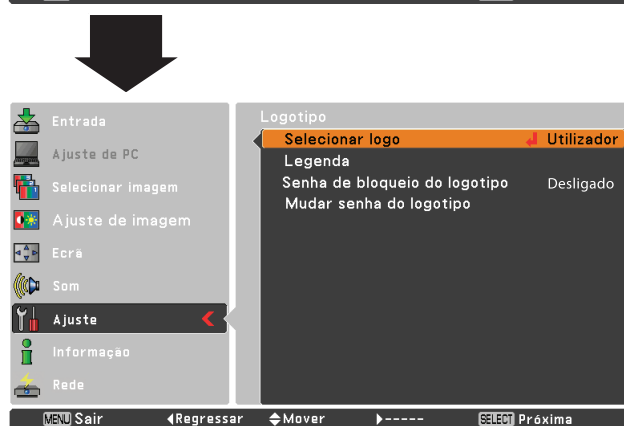 Entrada
Ajuste de PC
Selecionar imagem
Ajuste de imagem
Ecrã
Som
Ajuste
Informação
Rede
Logotipo
Selecionar logo Utilizador
Legenda
Senha de bloqueio do logotipo Desligado
Mudar senha do logotipo
MENU Sair Regressar Mover ----- SELECT Próxima